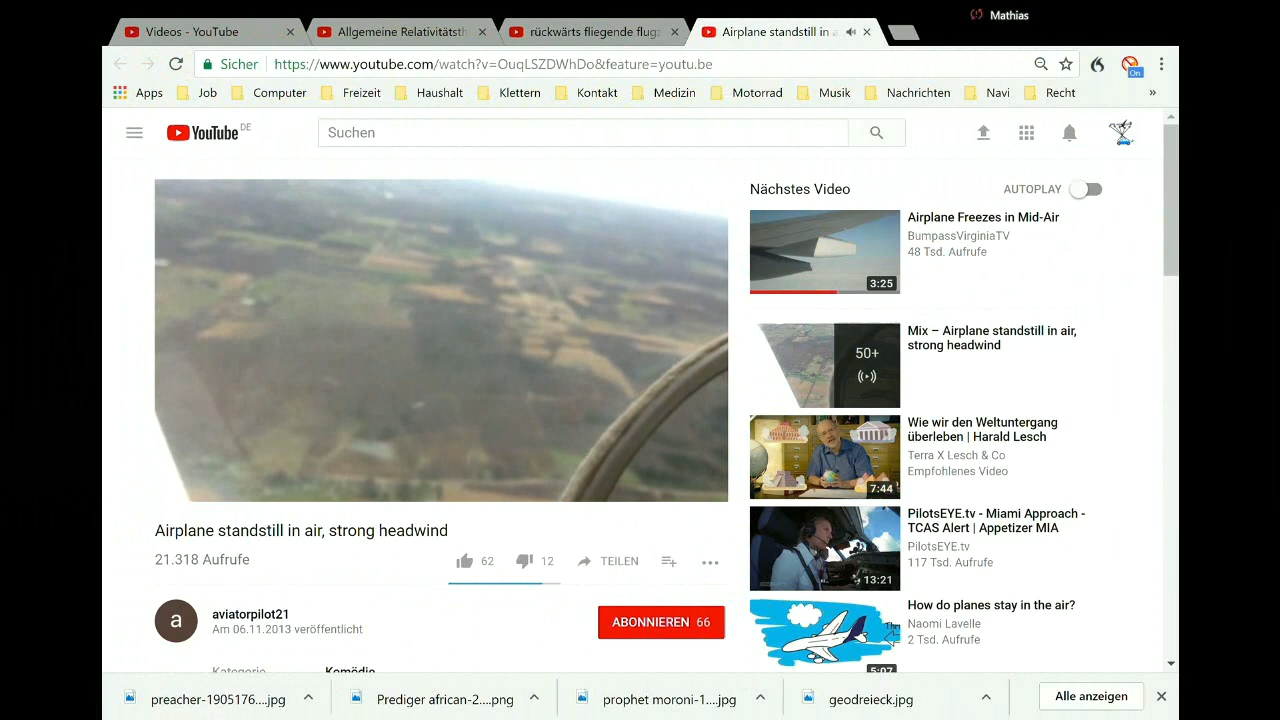 Mathias
Videos - YouTube
Allgemeine Relativitätsth
rückwärts fliegende flugz
Airplane standstill in a
Sicher
https://www.youtube.com/watch?v=OuqLSZDWhDo&feature=youtu.be
On
Apps
Job
Computer
Freizeit
Haushalt
Kontakt
Klettern
Medizin
Motorrad
Musik
Nachrichten
Navi
Recht
»
YouTube DE
Suchen
Nächstes Video
AUTOPLAY
Airplane Freezes in Mid-Air
BumpassVirginiaTV
48 Tsd. Aufrufe
3:25
Mix – Airplane standstill in air,
strong headwind
50+
Wie wir den Weltuntergang
überleben | Harald Lesch
Terra X Lesch & Co
Empfohlenes Video
7:44
PilotsEYE.tv - Miami Approach -
TCAS Alert | Appetizer MIA
PilotsEYE.tv
117 Tsd. Aufrufe
13:21
How do planes stay in the air?
Naomi Lavelle
2 Tsd. Aufrufe
5:07
Airplane standstill in air, strong headwind
21.318 Aufrufe
62
12
TEILEN
a
aviatorpilot21
Am 06.11.2013 veröffentlicht
ABONNIEREN 66
Kategorie
Komödie
preacher-1905176....jpg
Prediger african-2....png
prophet moroni-1....jpg
geodreieck.jpg
Alle anzeigen